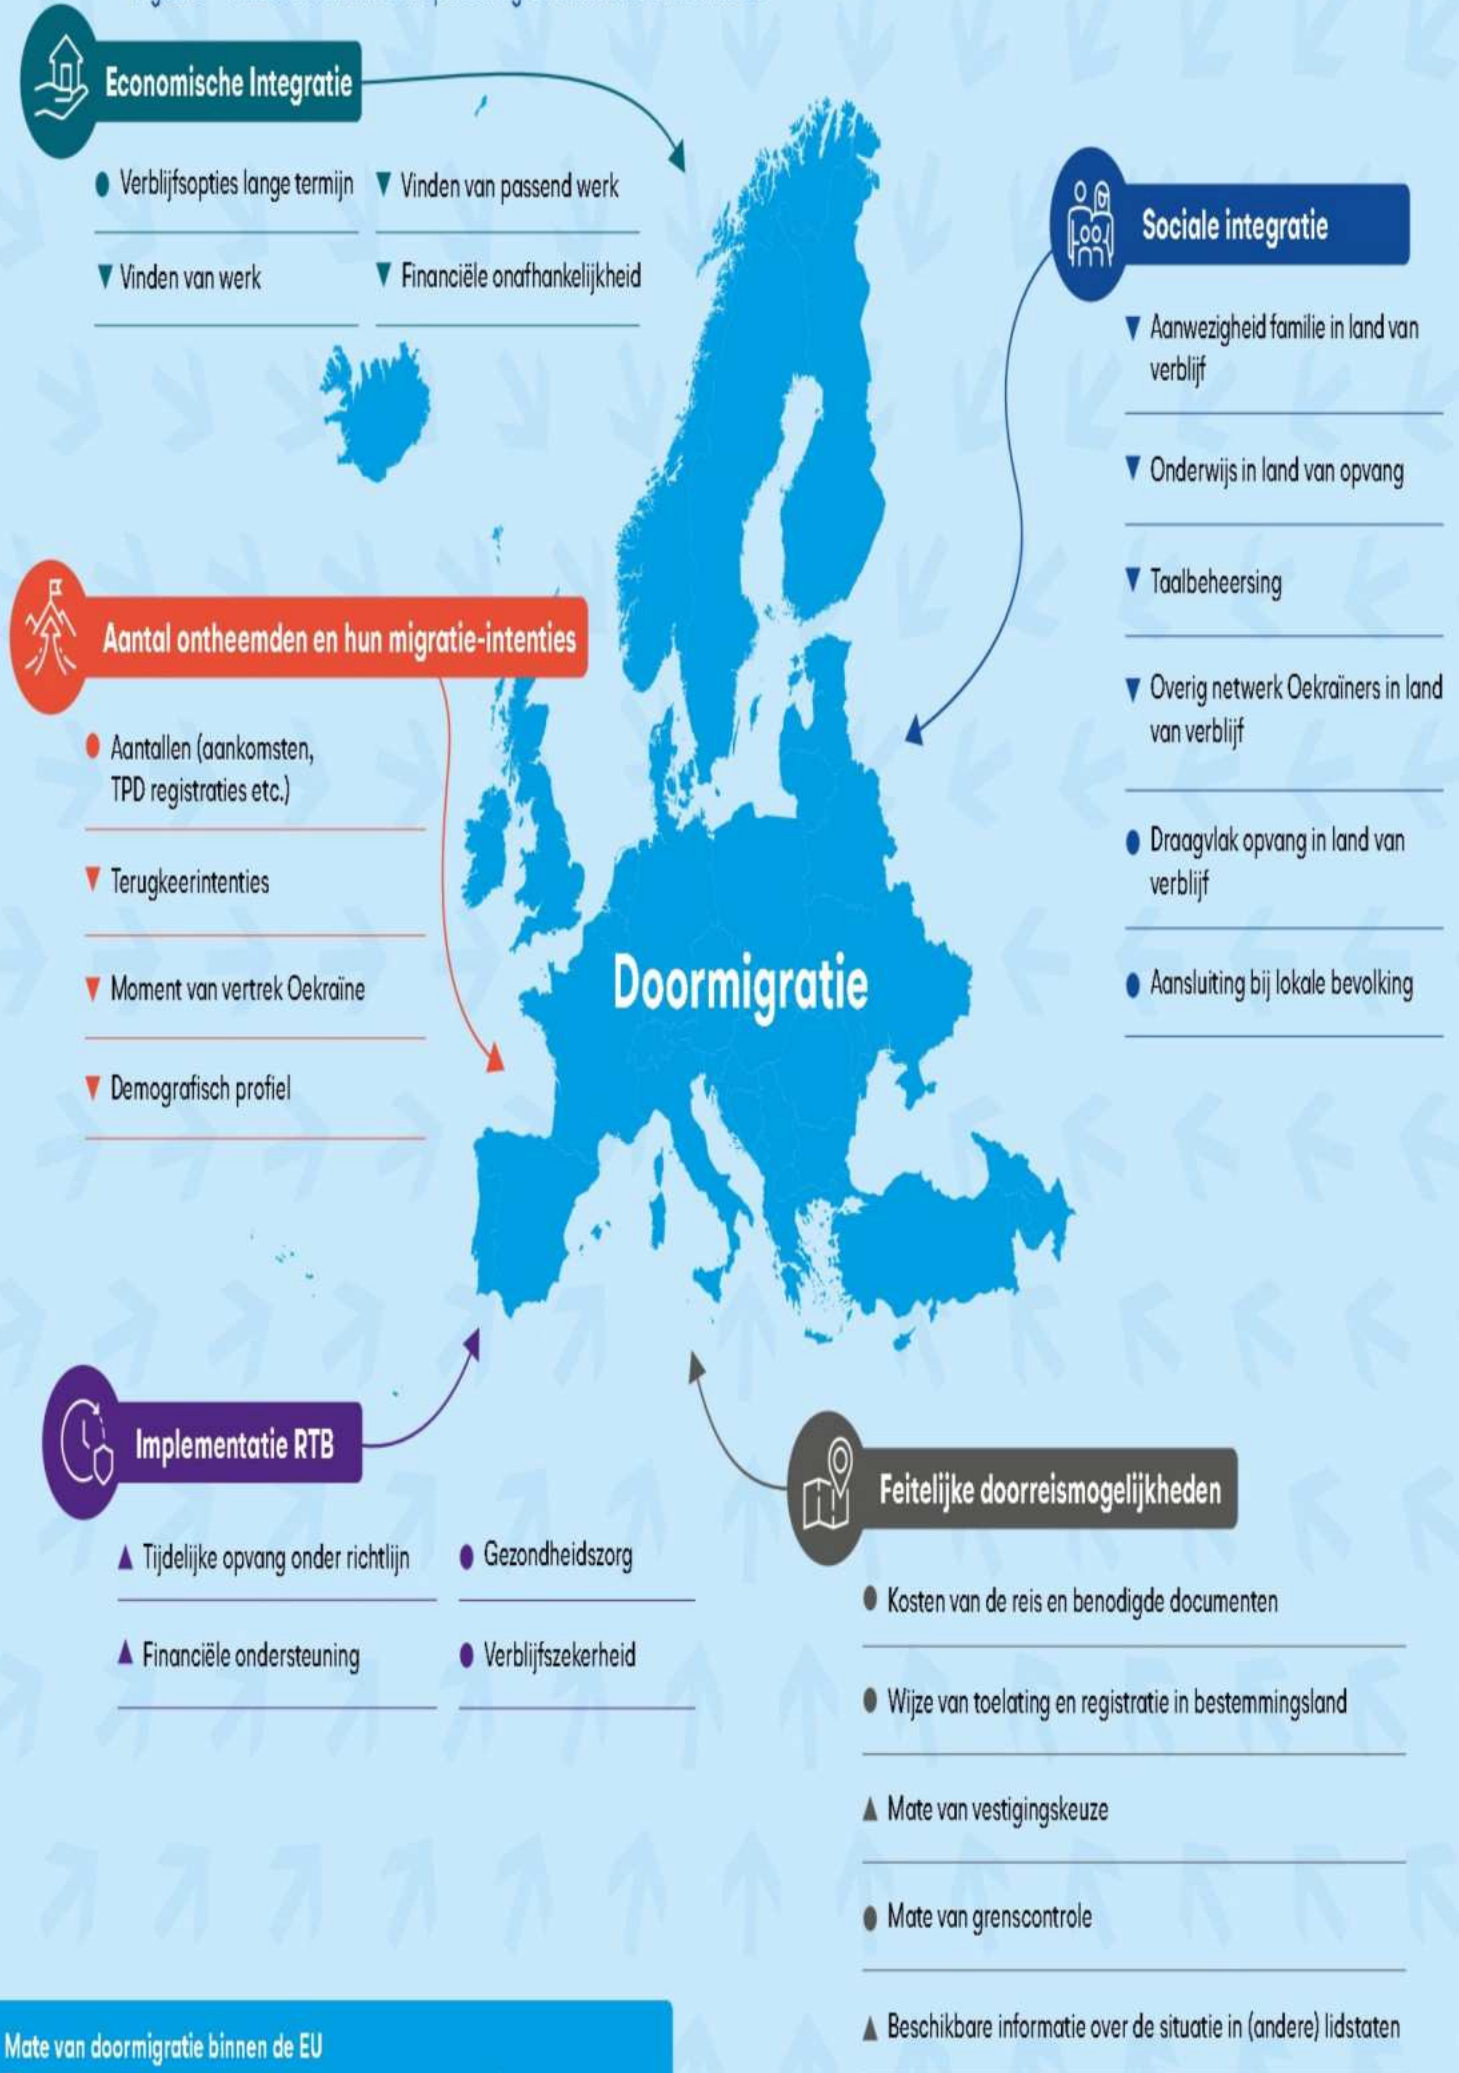 Economische Integratie
Verblijfsopties lange termijn
Vinden van passend werk
Vinden van werk
Financiële onafhankelijkheid
Sociale integratie
Aanwezigheid familie in land van
verblijf
Onderwijs in land van opvang
Taalbeheersing
Overig netwerk Oekraïners in land
van verblijf
Draagvlak opvang in land van
verblijf
Aansluiting bij lokale bevolking
Aantal ontheemden en hun migratie-intenties
Aantallen (aankomsten,
TPD registraties etc.)
Terugkeerintenties
Moment van vertrek Oekraïne
Demografisch profiel
Doormigratie
Implementatie RTB
Tijdelijke opvang onder richtlijn
Gezondheidszorg
Financiële ondersteuning
Verblijfszekerheid
Feitelijke doorreismogelijkheden
Kosten van de reis en benodigde documenten
Wijze van toelating en registratie in bestemmingsland
Mate van vestigingskeuze
Mate van grenscontrole
Beschikbare informatie over de situatie in (andere) lidstaten
Mate van doormigratie binnen de EU